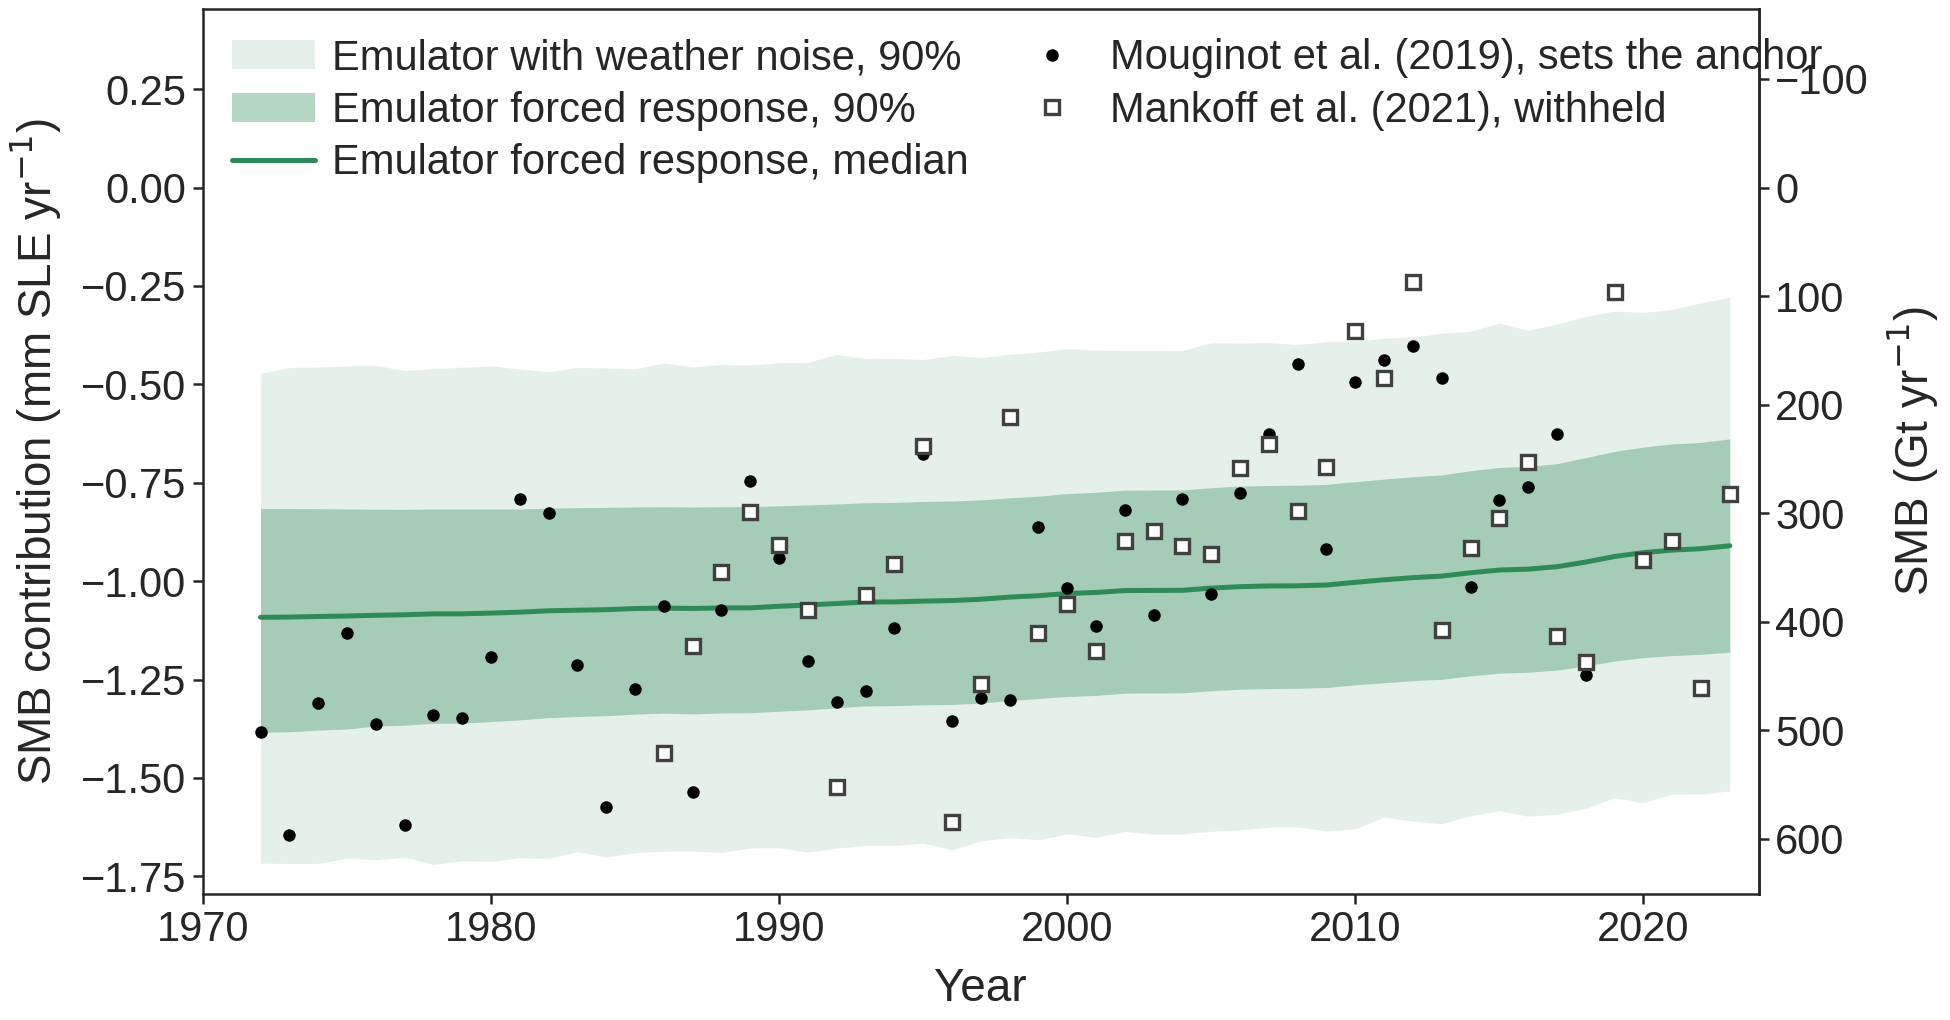 Emulator with weather noise, 90%
Emulator forced response, 90%
Emulator forced response, median
Mouginot et al. (2019), sets the anchor
Mankoff et al. (2021), withheld
SMB contribution (mm SLE yr⁻¹)
0.25
0.00
−0.25
−0.50
−0.75
−1.00
−1.25
−1.50
−1.75
−100
0
100
200
300
400
500
600
SMB (Gt yr⁻¹)
1970 1980 1990 2000 2010 2020
Year